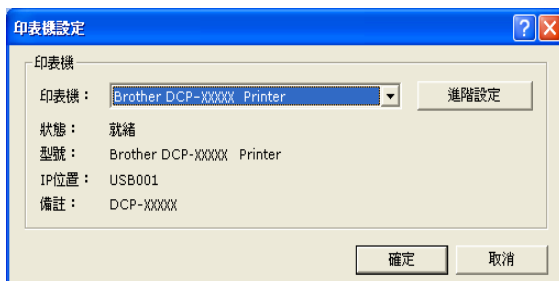 印表機設定
印表機
印表機： Brother DCP-XXXXX Printer 進階設定
狀態： 就緒
型號： Brother DCP-XXXXX Printer
IP位置： USB001
備註： DCP-XXXXX
確定 取消